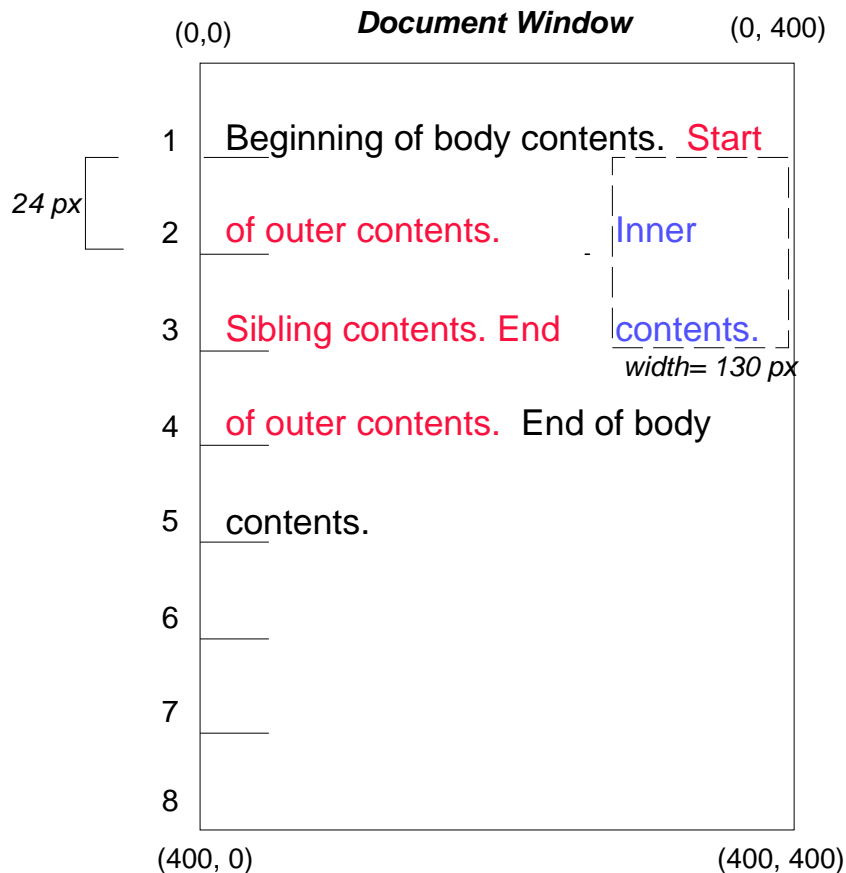 Document Window
(0,0) (0, 400)
1 Beginning of body contents. Start
24 px
2 of outer contents. Inner
3 Sibling contents. End contents.
width= 130 px
4 of outer contents. End of body
5 contents.
6
7
8
(400, 0) (400, 400)